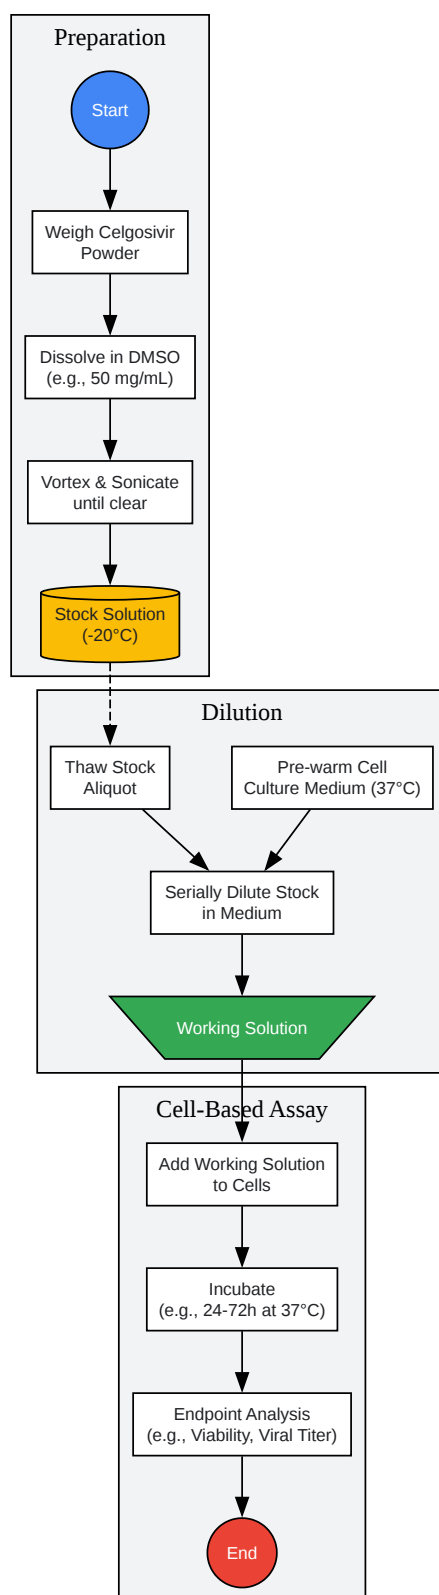 Preparation
Start
Weigh Celgosivir
Powder
Dissolve in DMSO
(e.g., 50 mg/mL)
Vortex & Sonicate
until clear
Stock Solution
(-20°C)
Dilution
Thaw Stock
Aliquot
Pre-warm Cell
Culture Medium (37°C)
Serially Dilute Stock
in Medium
Working Solution
Cell-Based Assay
Add Working Solution
to Cells
Incubate
(e.g., 24-72h at 37°C)
Endpoint Analysis
(e.g., Viability, Viral Titer)
End